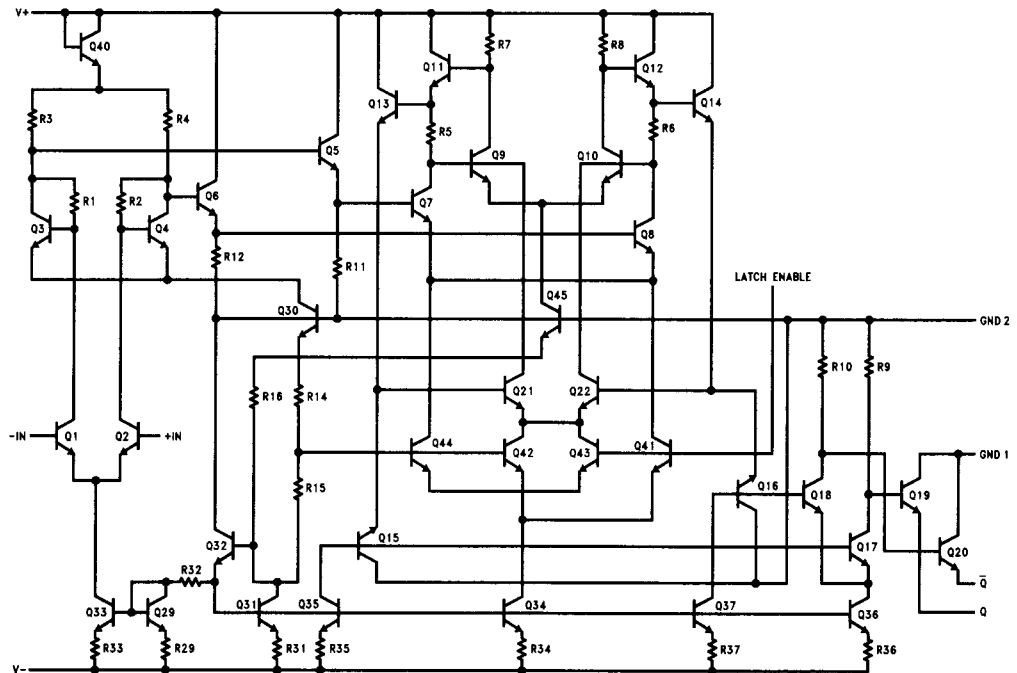 V+
Q40
Q13
Q11
R7
R8
Q12
Q14
R3
R4
R5
R6
Q5
Q9
Q10
R1
R2
Q6
Q7
Q3
Q4
Q8
R12
R11
LATCH ENABLE
Q30
Q45
GND 2
R10
R9
R16
R14
Q21
Q22
-IN
Q1
Q2
+IN
Q44
Q42
Q43
Q41
GND 1
R15
Q16
Q18
Q19
Q32
Q15
Q17
Q20
R32
Q̅
Q33
Q29
Q31
Q35
Q34
Q37
Q36
Q
R33
R29
R31
R35
R34
R37
R36
V-